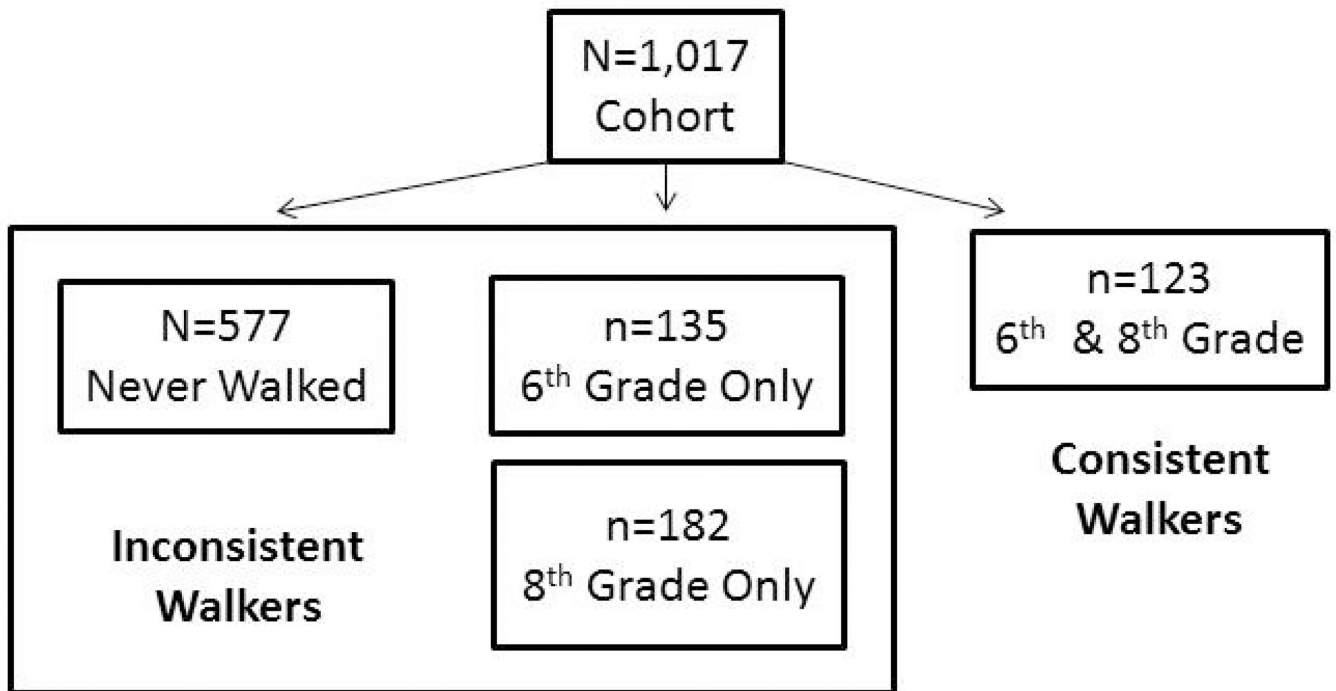 N=1,017
Cohort
N=577
Never Walked
n=135
6th Grade Only
n=182
8th Grade Only
Inconsistent
Walkers
n=123
6th & 8th Grade
Consistent
Walkers